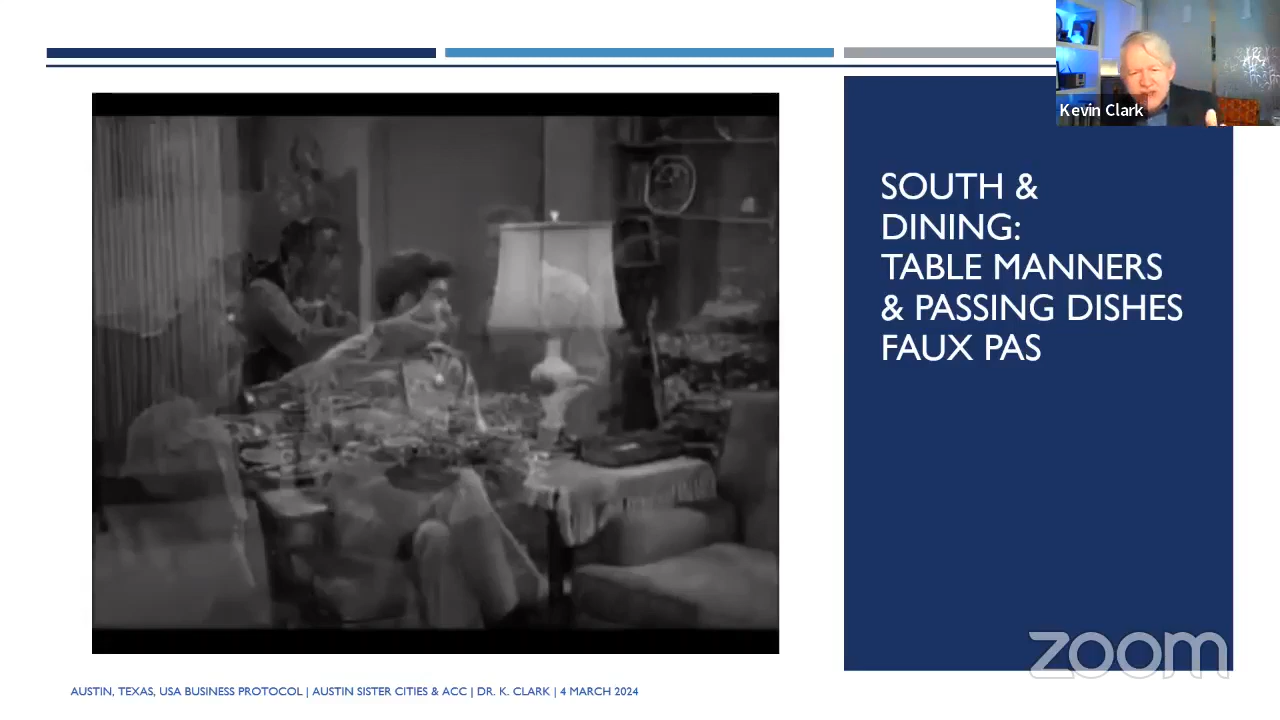 Kevin Clark
SOUTH &
DINING:
TABLE MANNERS
& PASSING DISHES
FAUX PAS
zoom
AUSTIN, TEXAS, USA BUSINESS PROTOCOL | AUSTIN SISTER CITIES & ACC | DR. K. CLARK | 4 MARCH 2024